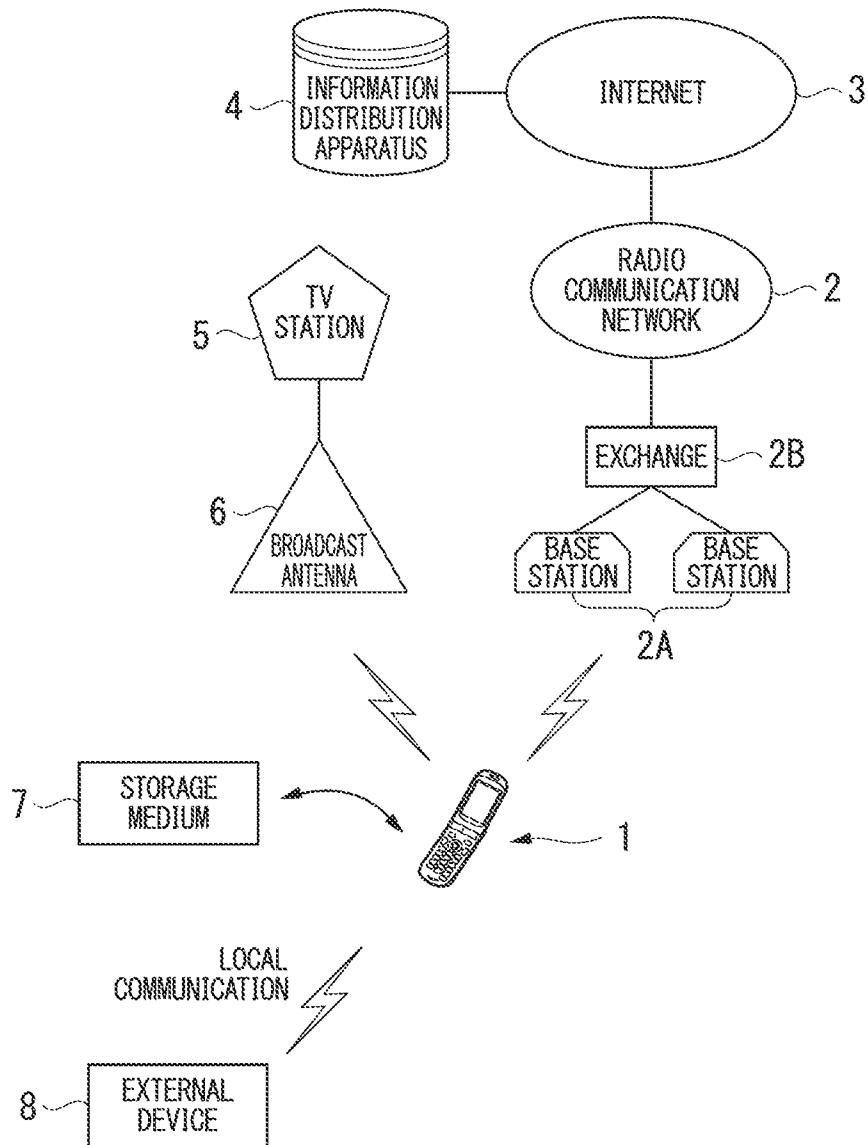 INFORMATION
DISTRIBUTION
APPARATUS
4
INTERNET
3
RADIO
COMMUNICATION
NETWORK
2
TV
STATION
5
EXCHANGE
2B
6
BROADCAST
ANTENNA
BASE
STATION
BASE
STATION
2A
7
STORAGE
MEDIUM
1
LOCAL
COMMUNICATION
8
EXTERNAL
DEVICE